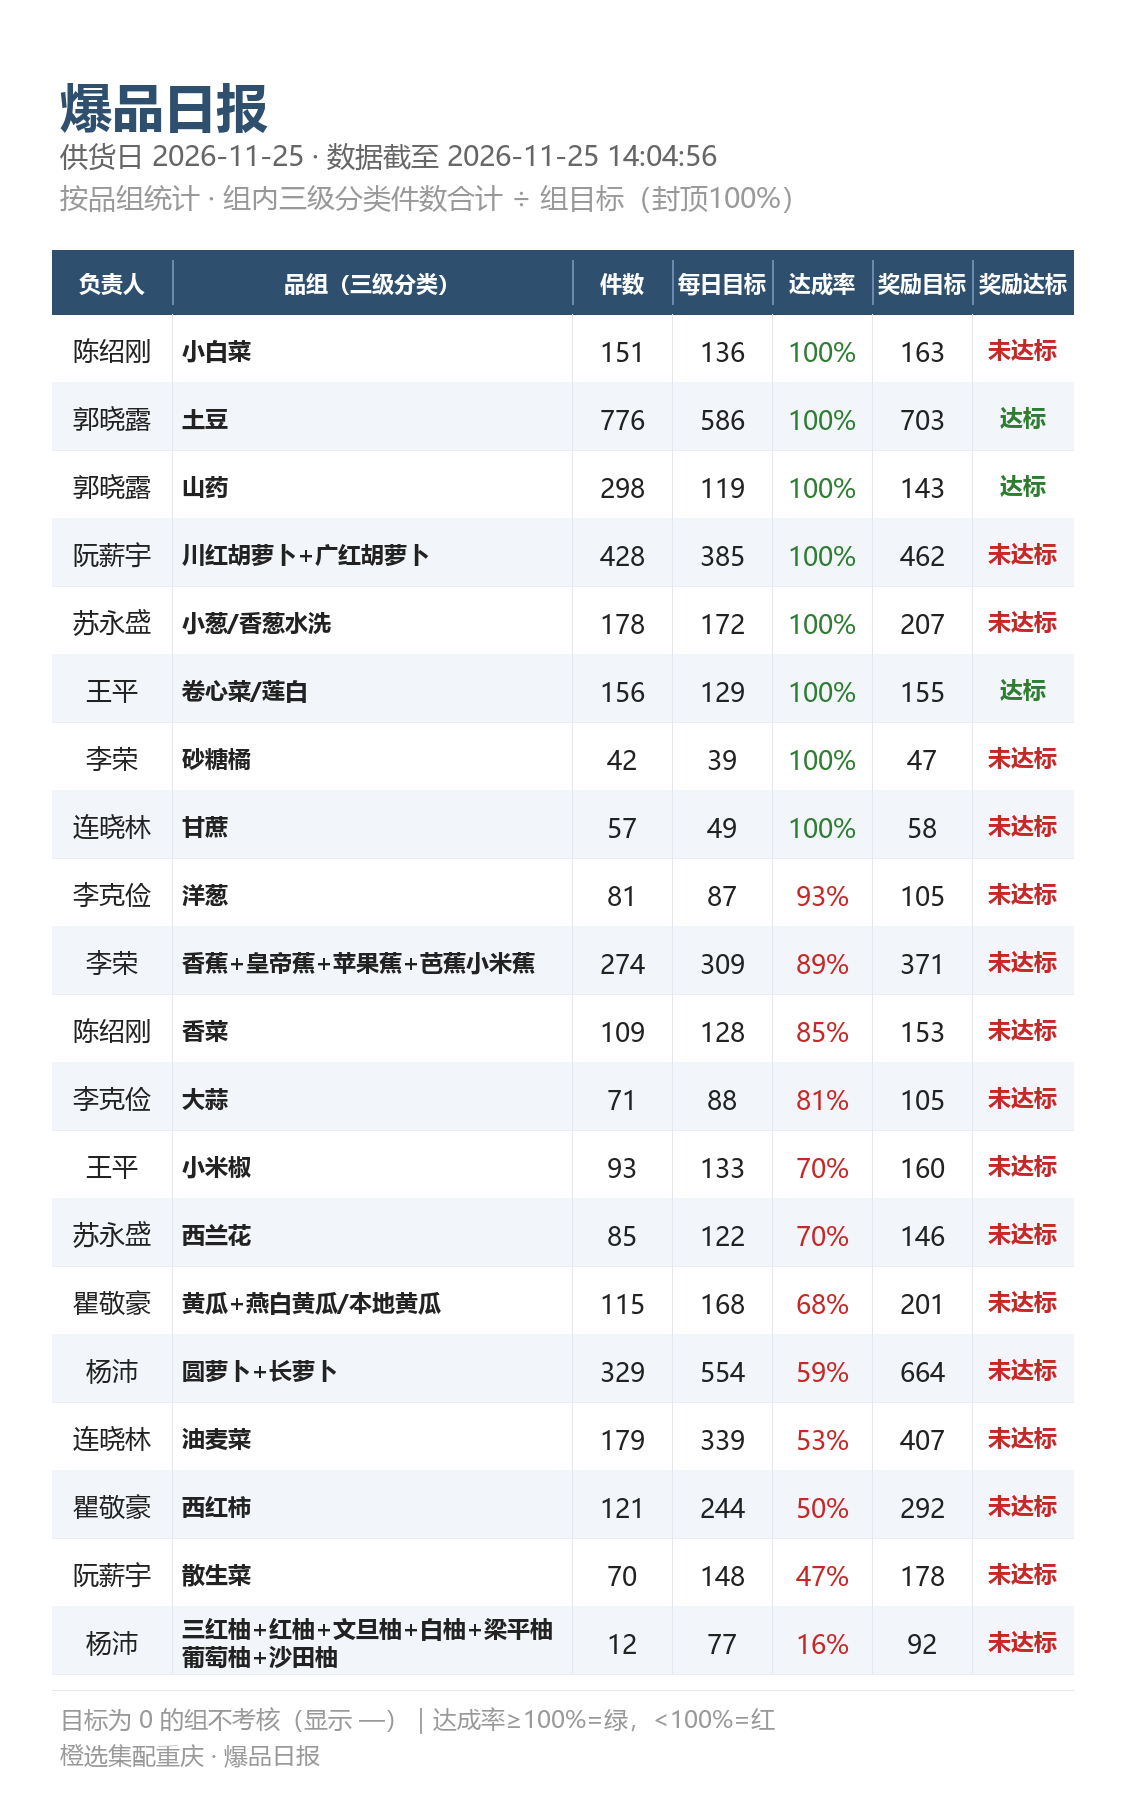 爆品日报
供货日 2026-11-25 · 数据截至 2026-11-25 14:04:56
按品组统计 · 组内三级分类件数合计 ÷ 组目标（封顶100%）
负责人 品组（三级分类） 件数 每日目标 达成率 奖励目标 奖励达标
陈绍刚 小白菜 151 136 100% 163 未达标
郭晓露 土豆 776 586 100% 703 达标
郭晓露 山药 298 119 100% 143 达标
阮薪宇 川红胡萝卜+广红胡萝卜 428 385 100% 462 未达标
苏永盛 小葱/香葱水洗 178 172 100% 207 未达标
王平 卷心菜/莲白 156 129 100% 155 达标
李荣 砂糖橘 42 39 100% 47 未达标
连晓林 甘蔗 57 49 100% 58 未达标
李克俭 洋葱 81 87 93% 105 未达标
李荣 香蕉+皇帝蕉+苹果蕉+芭蕉小米蕉 274 309 89% 371 未达标
陈绍刚 香菜 109 128 85% 153 未达标
李克俭 大蒜 71 88 81% 105 未达标
王平 小米椒 93 133 70% 160 未达标
苏永盛 西兰花 85 122 70% 146 未达标
瞿敬豪 黄瓜+燕白黄瓜/本地黄瓜 115 168 68% 201 未达标
杨沛 圆萝卜+长萝卜 329 554 59% 664 未达标
连晓林 油麦菜 179 339 53% 407 未达标
瞿敬豪 西红柿 121 244 50% 292 未达标
阮薪宇 散生菜 70 148 47% 178 未达标
杨沛 三红柚+红柚+文旦柚+白柚+梁平柚 12 77 16% 92 未达标
葡萄柚+沙田柚
目标为 0 的组不考核（显示 —）｜达成率≥100%=绿，<100%=红
橙选集配重庆 · 爆品日报